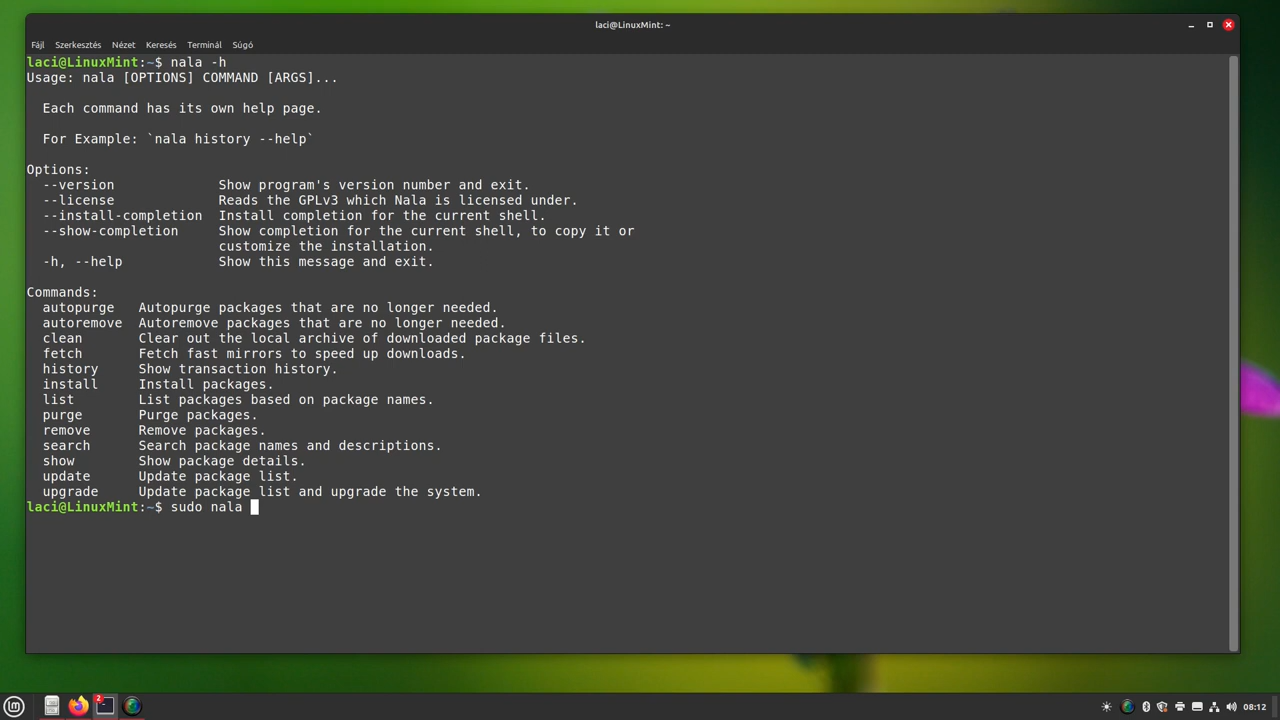 laci@LinuxMint: ~
Fájl Szerkesztés Nézet Keresés Terminál Súgó
laci@LinuxMint:~$ nala -h
Usage: nala [OPTIONS] COMMAND [ARGS]...
Each command has its own help page.
For Example: `nala history --help`
Options:
--version Show program's version number and exit.
--license Reads the GPLv3 which Nala is licensed under.
--install-completion Install completion for the current shell.
--show-completion Show completion for the current shell, to copy it or
customize the installation.
-h, --help Show this message and exit.
Commands:
autopurge Autopurge packages that are no longer needed.
autoremove Autoremove packages that are no longer needed.
clean Clear out the local archive of downloaded package files.
fetch Fetch fast mirrors to speed up downloads.
history Show transaction history.
install Install packages.
list List packages based on package names.
purge Purge packages.
remove Remove packages.
search Search package names and descriptions.
show Show package details.
update Update package list.
upgrade Update package list and upgrade the system.
laci@LinuxMint:~$ sudo nala
2
08:12